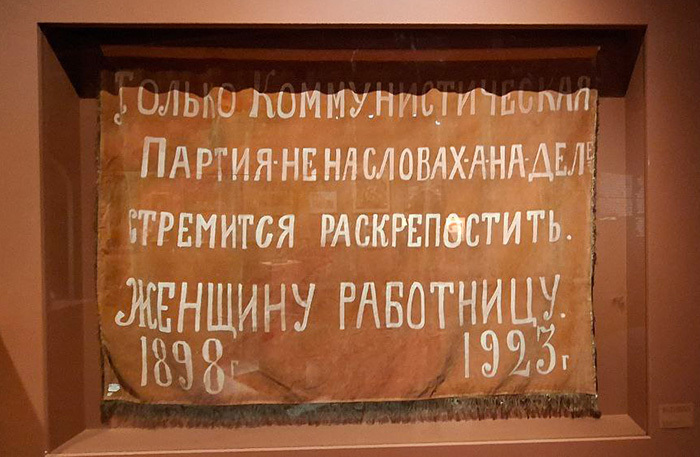 Только Коммунистическая
Партия-не на словах-а-на-деле
стремится раскрепостить.
женщину работницу.
1898г 1923г